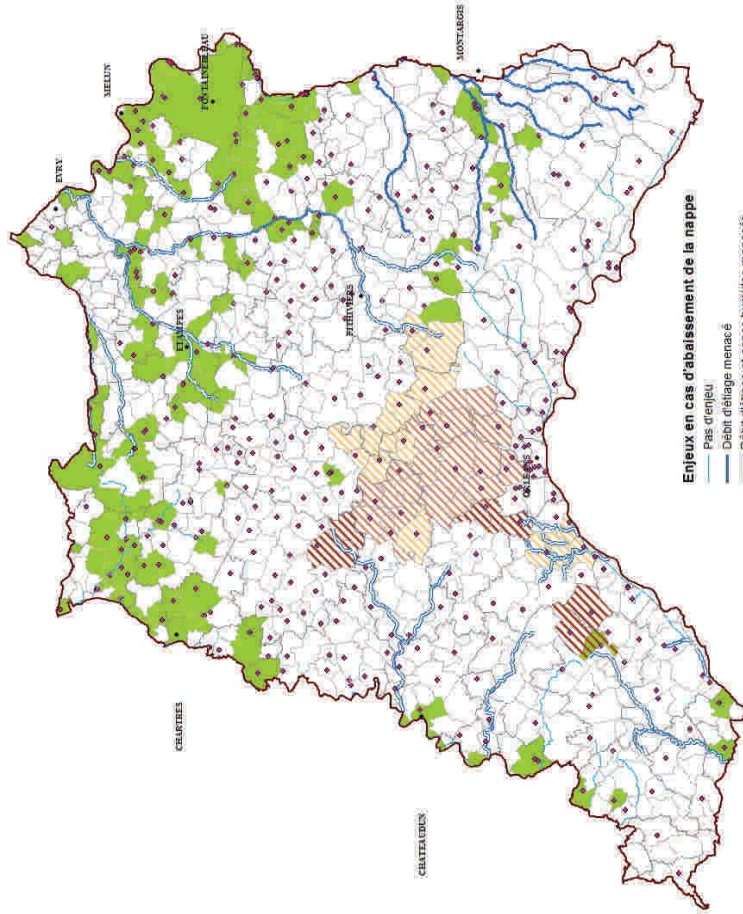 EVRY
MELUN
FONTAINEBLEAU
ETAMPES
CHARTRES
PITHIVIERS
MONTARGIS
CHATEAUDUN
ORLEANS
Enjeux en cas d'abaissement de la nappe
Pas d'enjeu
Débit d'étiage menacé